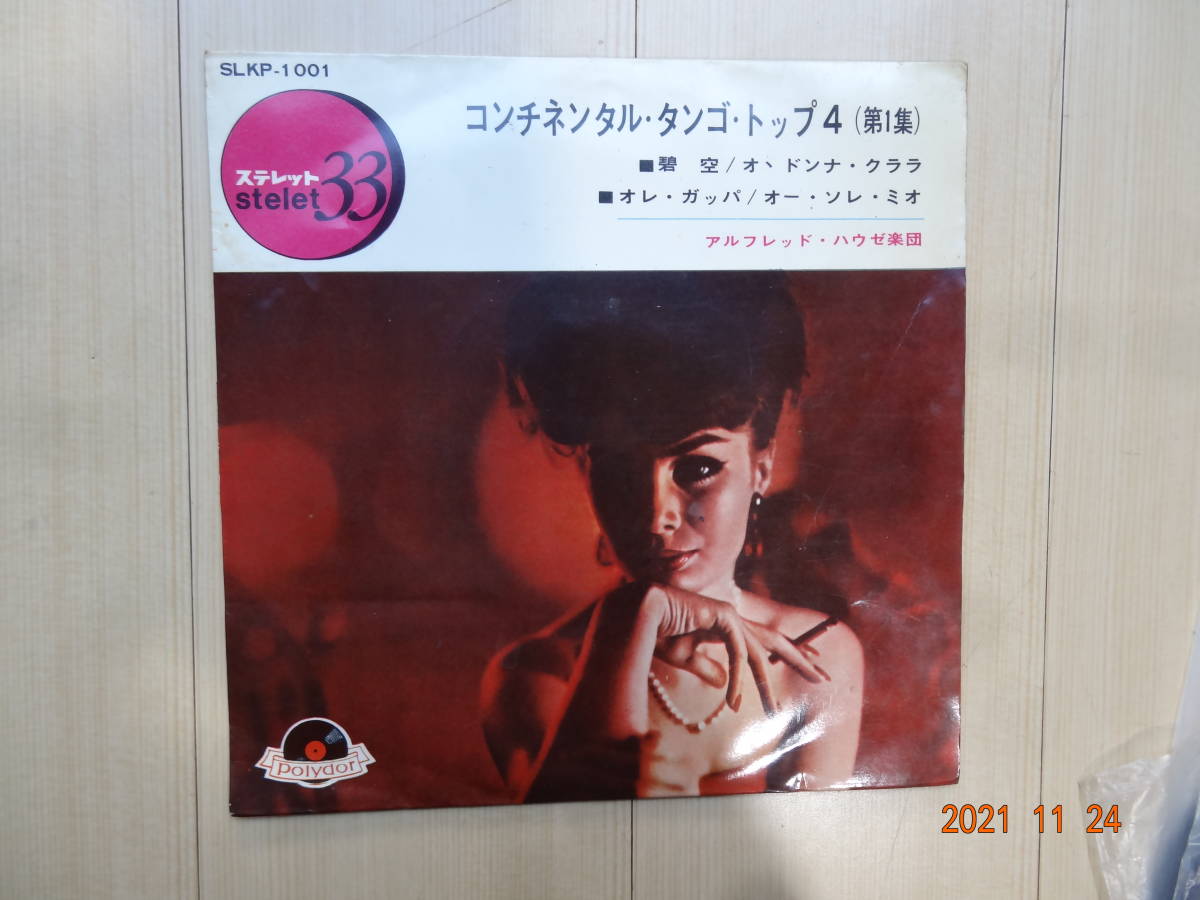 SLKP-1001
ステレット
stelet 33
コンチネンタル・タンゴ・トップ4(第1集)
■碧 空/オヽドンナ・クララ
■オレ・ガッパ/オー・ソレ・ミオ
アルフレッド・ハウゼ楽団
Polydor
2021 11 24